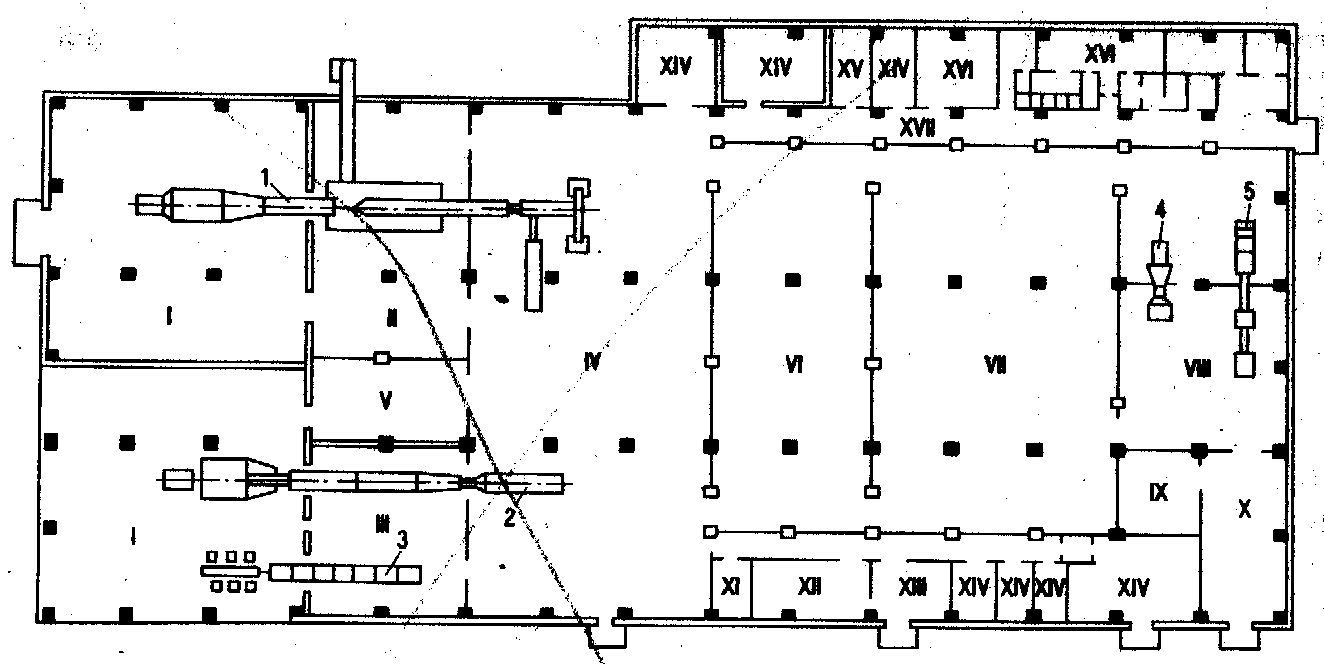 XIV XIV XV XIV XVI XVI
XVII
1 4 5
I II
IV VI VII VIII
V
IX X
2
I III
3
XI XII XIII XIV XIV XIV XIV